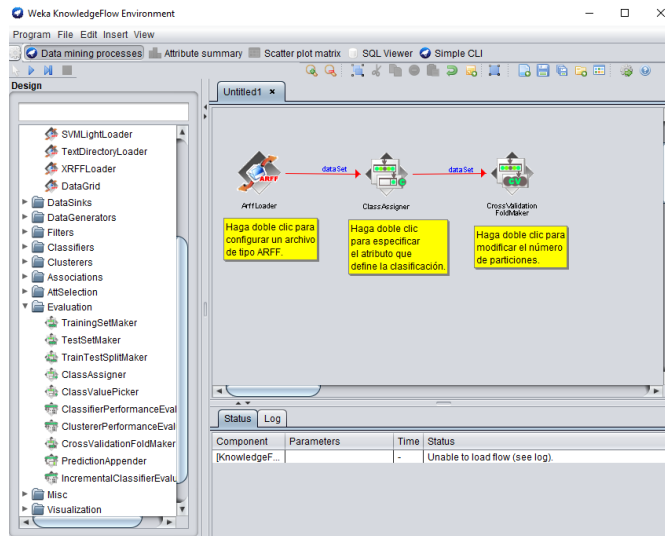 Weka KnowledgeFlow Environment
Program File Edit Insert View
Data mining processes Attribute summary Scatter plot matrix SQL Viewer Simple CLI
Design
Untitled1
SVMLightLoader
TextDirectoryLoader
XRFFLoader
DataGrid
DataSinks
DataGenerators
Filters
Classifiers
Clusterers
Associations
AttSelection
Evaluation
TrainingSetMaker
TestSetMaker
TrainTestSplitMaker
ClassAssigner
ClassValuePicker
ClassifierPerformanceEval
ClustererPerformanceEval
CrossValidationFoldMaker
PredictionAppender
IncrementalClassifierEvalu
Misc
Visualization
ARFF
dataSet
dataSet
ArffLoader
ClassAssigner
CrossValidation
FoldMaker
Haga doble clic para
configurar un archivo
de tipo ARFF.
Haga doble clic
para especificar
el atributo que
define la clasificación.
Haga doble clic para
modificar el número
de particiones.
Status Log
Component Parameters Time Status
[KnowledgeF... - Unable to load flow (see log).